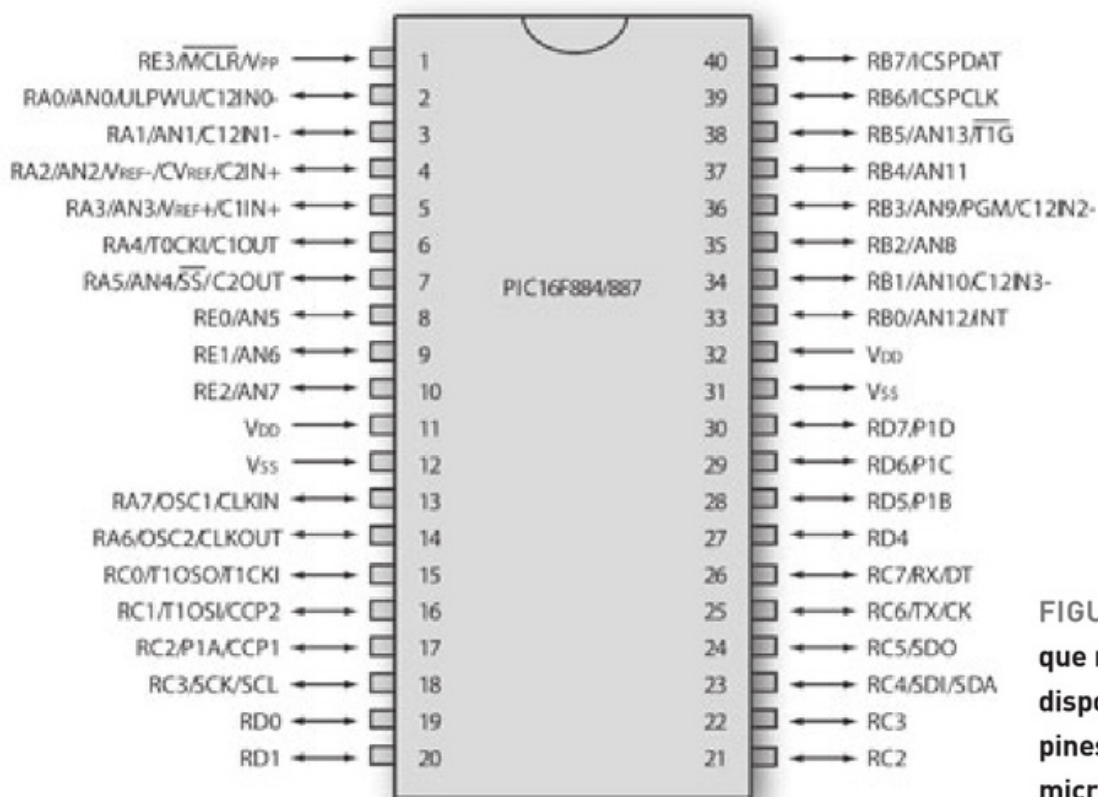 RE3/MCLR/VPP 1
RA0/AN0/ULPWU/C12IN0- 2
RA1/AN1/C12IN1- 3
RA2/AN2/VREF-/CVREF/C2IN+ 4
RA3/AN3/VREF+/C1IN+ 5
RA4/T0CKI/C1OUT 6
RA5/AN4/SS/C2OUT 7
RE0/AN5 8
RE1/AN6 9
RE2/AN7 10
VDD 11
VSS 12
RA7/OSC1/CLKIN 13
RA6/OSC2/CLKOUT 14
RC0/T1OSO/T1CKI 15
RC1/T1OSI/CCP2 16
RC2/P1A/CCP1 17
RC3/SCK/SCL 18
RD0 19
RD1 20
PIC16F884/887
40 RB7/ICSPDAT
39 RB6/ICSPCLK
38 RB5/AN13/T1G
37 RB4/AN11
36 RB3/AN9/PGM/C12IN2-
35 RB2/AN8
34 RB1/AN10/C12IN3-
33 RB0/AN12/INT
32 VDD
31 VSS
30 RD7/P1D
29 RD6/P1C
28 RD5/P1B
27 RD4
26 RC7/RX/DT
25 RC6/TX/CK
24 RC5/SDO
23 RC4/SDI/SDA
22 RC3
21 RC2
FIGU
que
dispo
pines
micr